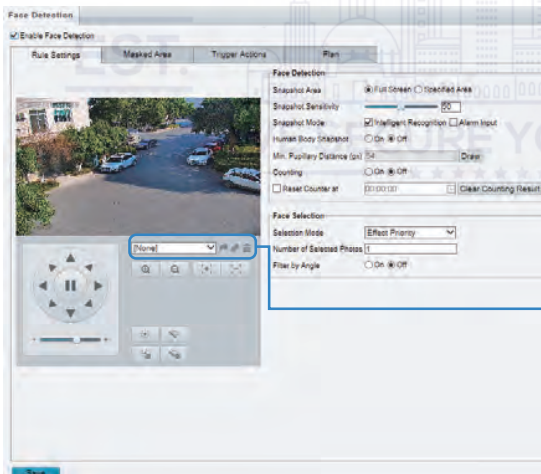 Face Detection
Enable Face Detection
Rule Settings Masked Area Trigger Actions Plan
Face Detection
Snapshot Area Full Screen Specified Area
Snapshot Sensitivity 50
Snapshot Mode Intelligent Recognition Alarm Input
Human Body Snapshot On Off
Min. Pupillary Distance (px) 54 Draw
Counting On Off
Reset Counter at 00:00:00 Clear Counting Result
Face Selection
[None] Selection Mode Effect Priority
Number of Selected Photos 1
Filter by Angle On Off
Save
EST.